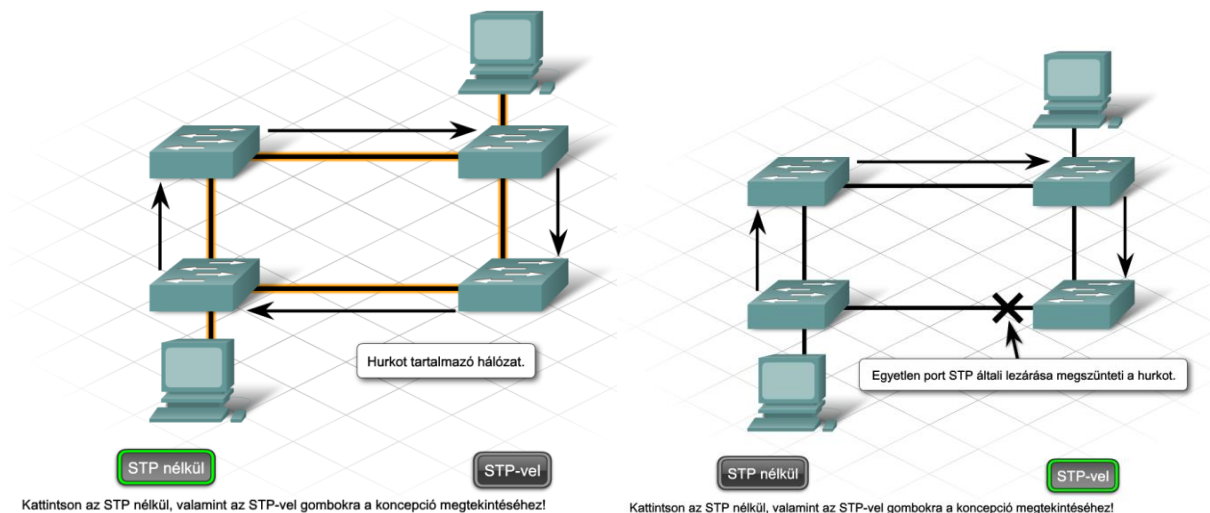 Hurkot tartalmazó hálózat.
STP nélkül
STP-vel
Kattintson az STP nélkül, valamint az STP-vel gombokra a koncepció megtekintéséhez!
Egyetlen port STP általi lezárása megszünteti a hurkot.
STP nélkül
STP-vel
Kattintson az STP nélkül, valamint az STP-vel gombokra a koncepció megtekintéséhez!